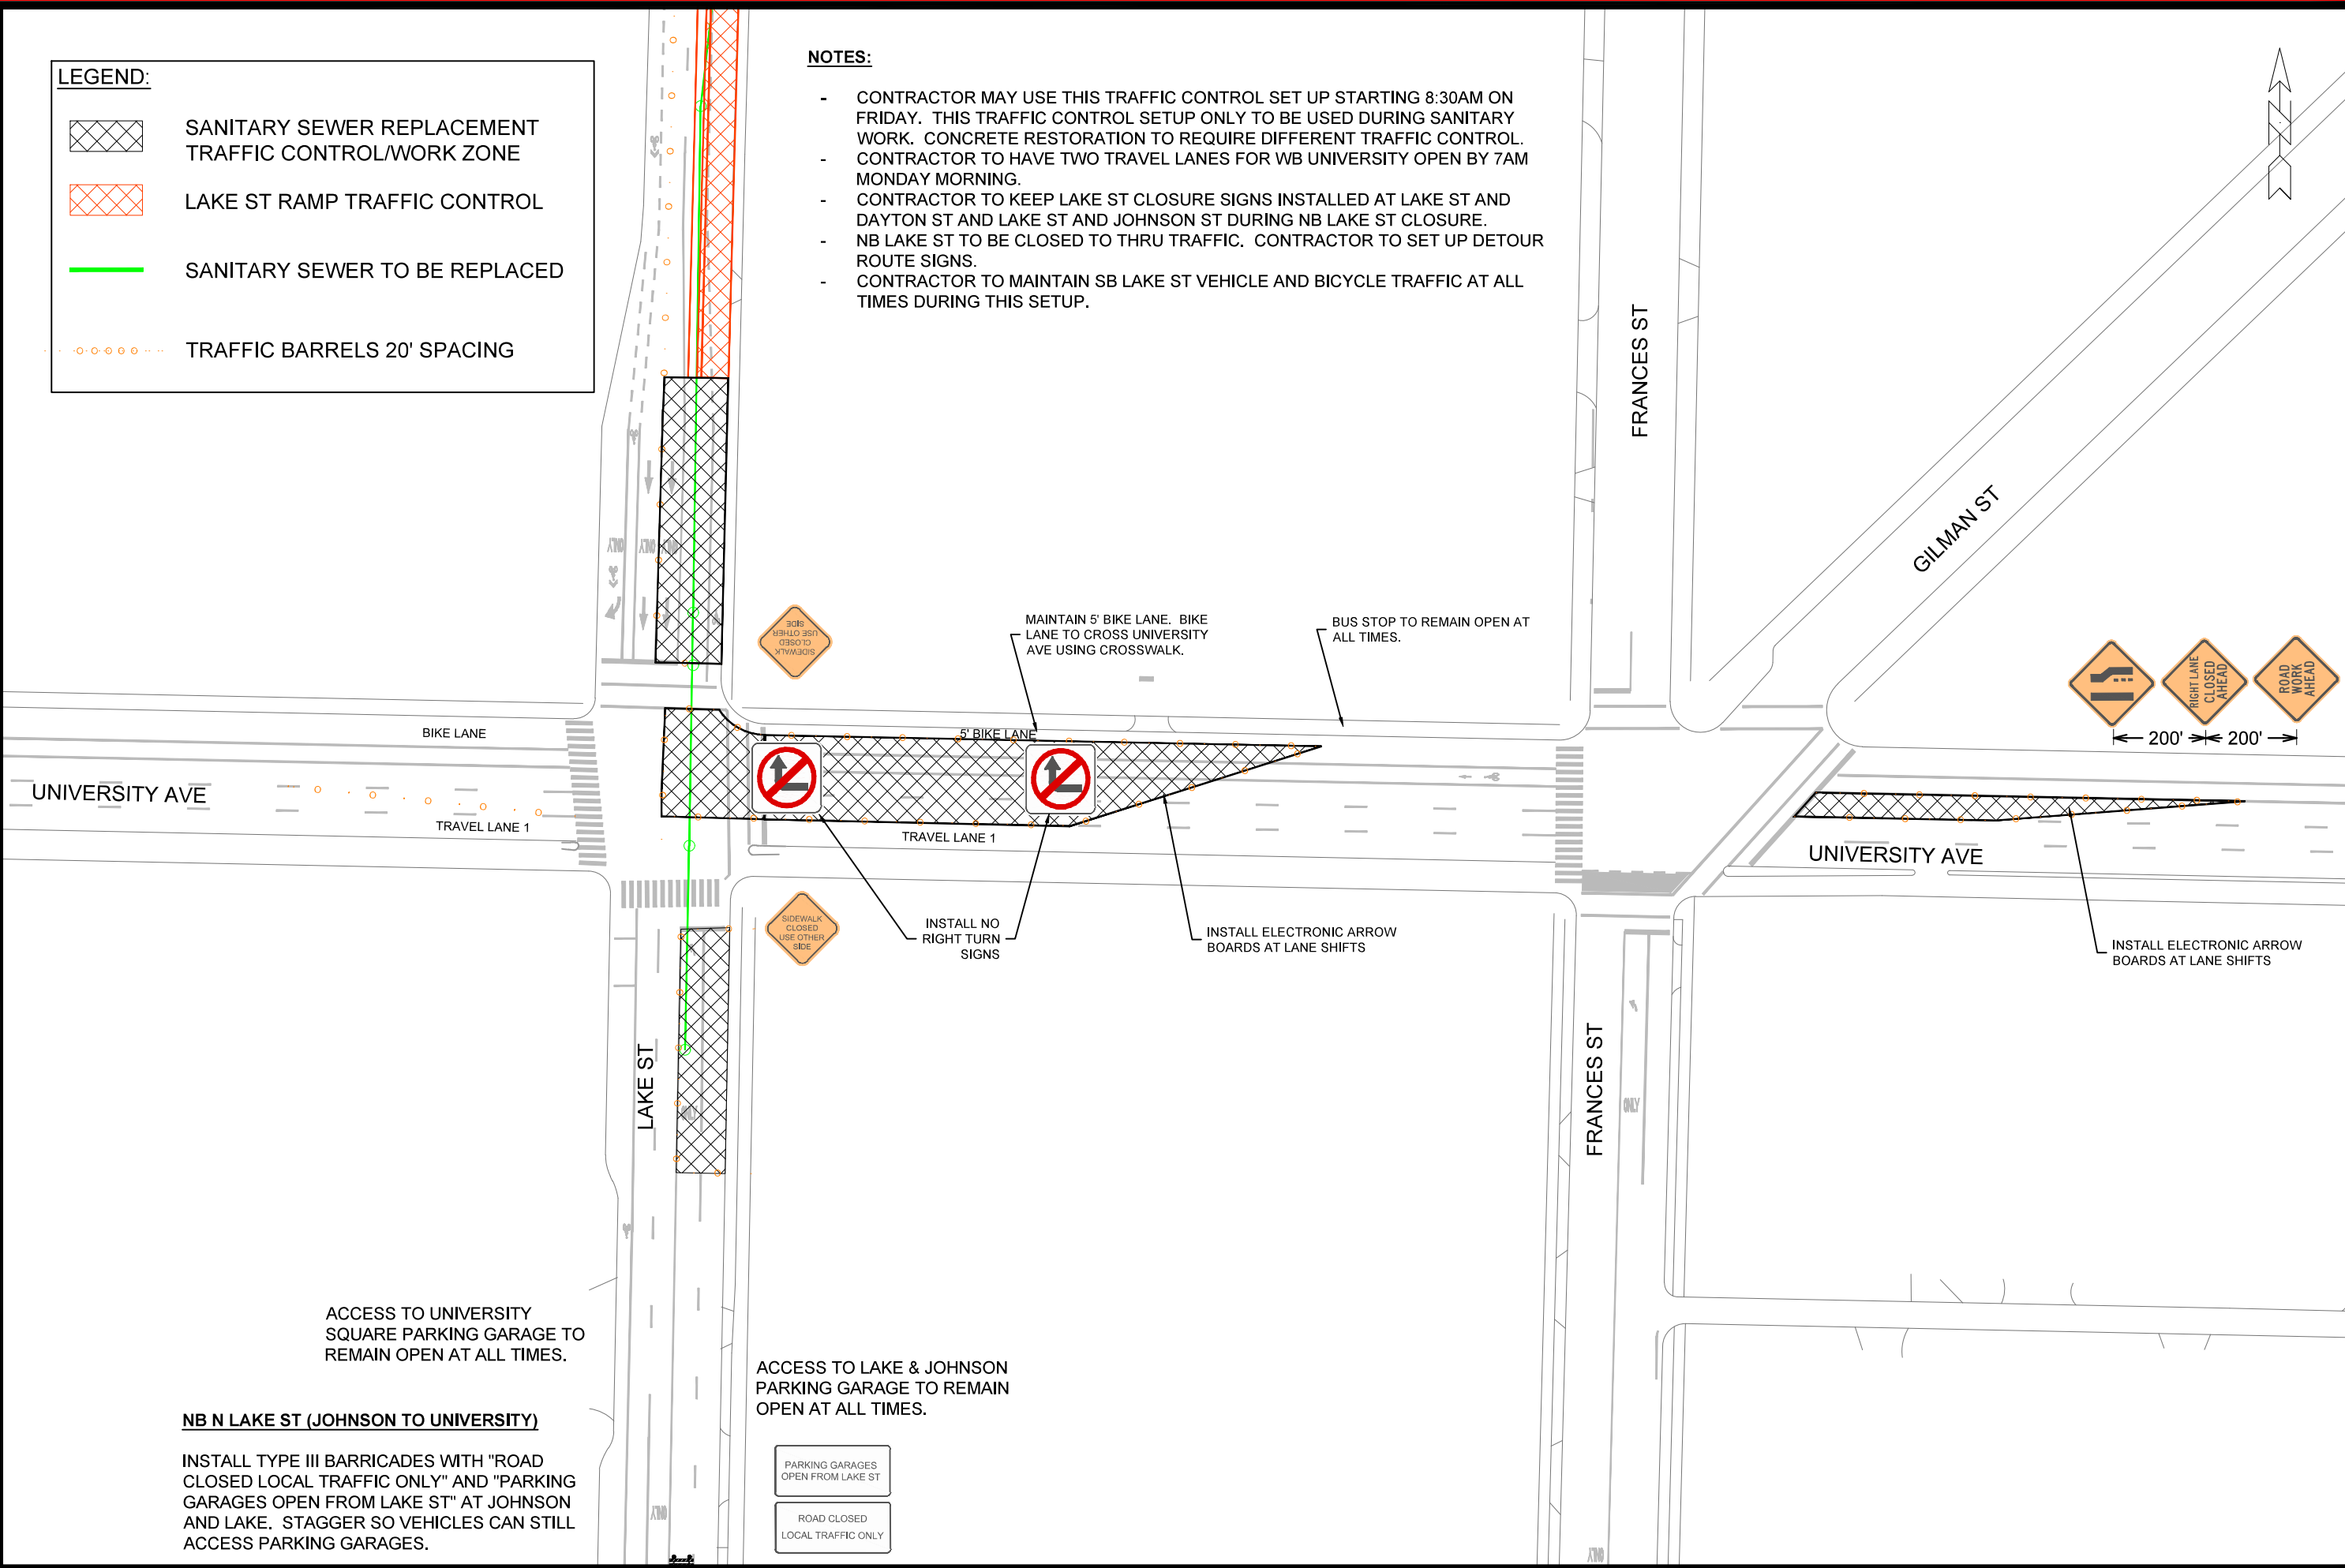 LEGEND:
SANITARY SEWER REPLACEMENT
TRAFFIC CONTROL/WORK ZONE
LAKE ST RAMP TRAFFIC CONTROL
SANITARY SEWER TO BE REPLACED
TRAFFIC BARRELS 20' SPACING
NOTES:
- CONTRACTOR MAY USE THIS TRAFFIC CONTROL SET UP STARTING 8:30AM ON
FRIDAY. THIS TRAFFIC CONTROL SETUP ONLY TO BE USED DURING SANITARY
WORK. CONCRETE RESTORATION TO REQUIRE DIFFERENT TRAFFIC CONTROL.
- CONTRACTOR TO HAVE TWO TRAVEL LANES FOR WB UNIVERSITY OPEN BY 7AM
MONDAY MORNING.
- CONTRACTOR TO KEEP LAKE ST CLOSURE SIGNS INSTALLED AT LAKE ST AND
DAYTON ST AND LAKE ST AND JOHNSON ST DURING NB LAKE ST CLOSURE.
- NB LAKE ST TO BE CLOSED TO THRU TRAFFIC. CONTRACTOR TO SET UP DETOUR
ROUTE SIGNS.
- CONTRACTOR TO MAINTAIN SB LAKE ST VEHICLE AND BICYCLE TRAFFIC AT ALL
TIMES DURING THIS SETUP.
FRANCES ST
GILMAN ST
ONLY
ONLY
ONLY
SIDEWALK
CLOSED
USE OTHER
SIDE
MAINTAIN 5' BIKE LANE. BIKE
LANE TO CROSS UNIVERSITY
AVE USING CROSSWALK.
BUS STOP TO REMAIN OPEN AT
ALL TIMES.
RIGHT LANE
CLOSED
AHEAD
ROAD
WORK
AHEAD
200'
200'
BIKE LANE
5' BIKE LANE
UNIVERSITY AVE
TRAVEL LANE 1
TRAVEL LANE 1
UNIVERSITY AVE
SIDEWALK
CLOSED
USE OTHER
SIDE
INSTALL NO
RIGHT TURN
SIGNS
INSTALL ELECTRONIC ARROW
BOARDS AT LANE SHIFTS
INSTALL ELECTRONIC ARROW
BOARDS AT LANE SHIFTS
LAKE ST
ONLY
FRANCES ST
ONLY
ACCESS TO UNIVERSITY
SQUARE PARKING GARAGE TO
REMAIN OPEN AT ALL TIMES.
ACCESS TO LAKE & JOHNSON
PARKING GARAGE TO REMAIN
OPEN AT ALL TIMES.
NB N LAKE ST (JOHNSON TO UNIVERSITY)
INSTALL TYPE III BARRICADES WITH "ROAD
CLOSED LOCAL TRAFFIC ONLY" AND "PARKING
GARAGES OPEN FROM LAKE ST" AT JOHNSON
AND LAKE. STAGGER SO VEHICLES CAN STILL
ACCESS PARKING GARAGES.
PARKING GARAGES
OPEN FROM LAKE ST
ROAD CLOSED
LOCAL TRAFFIC ONLY
ONLY
ONLY